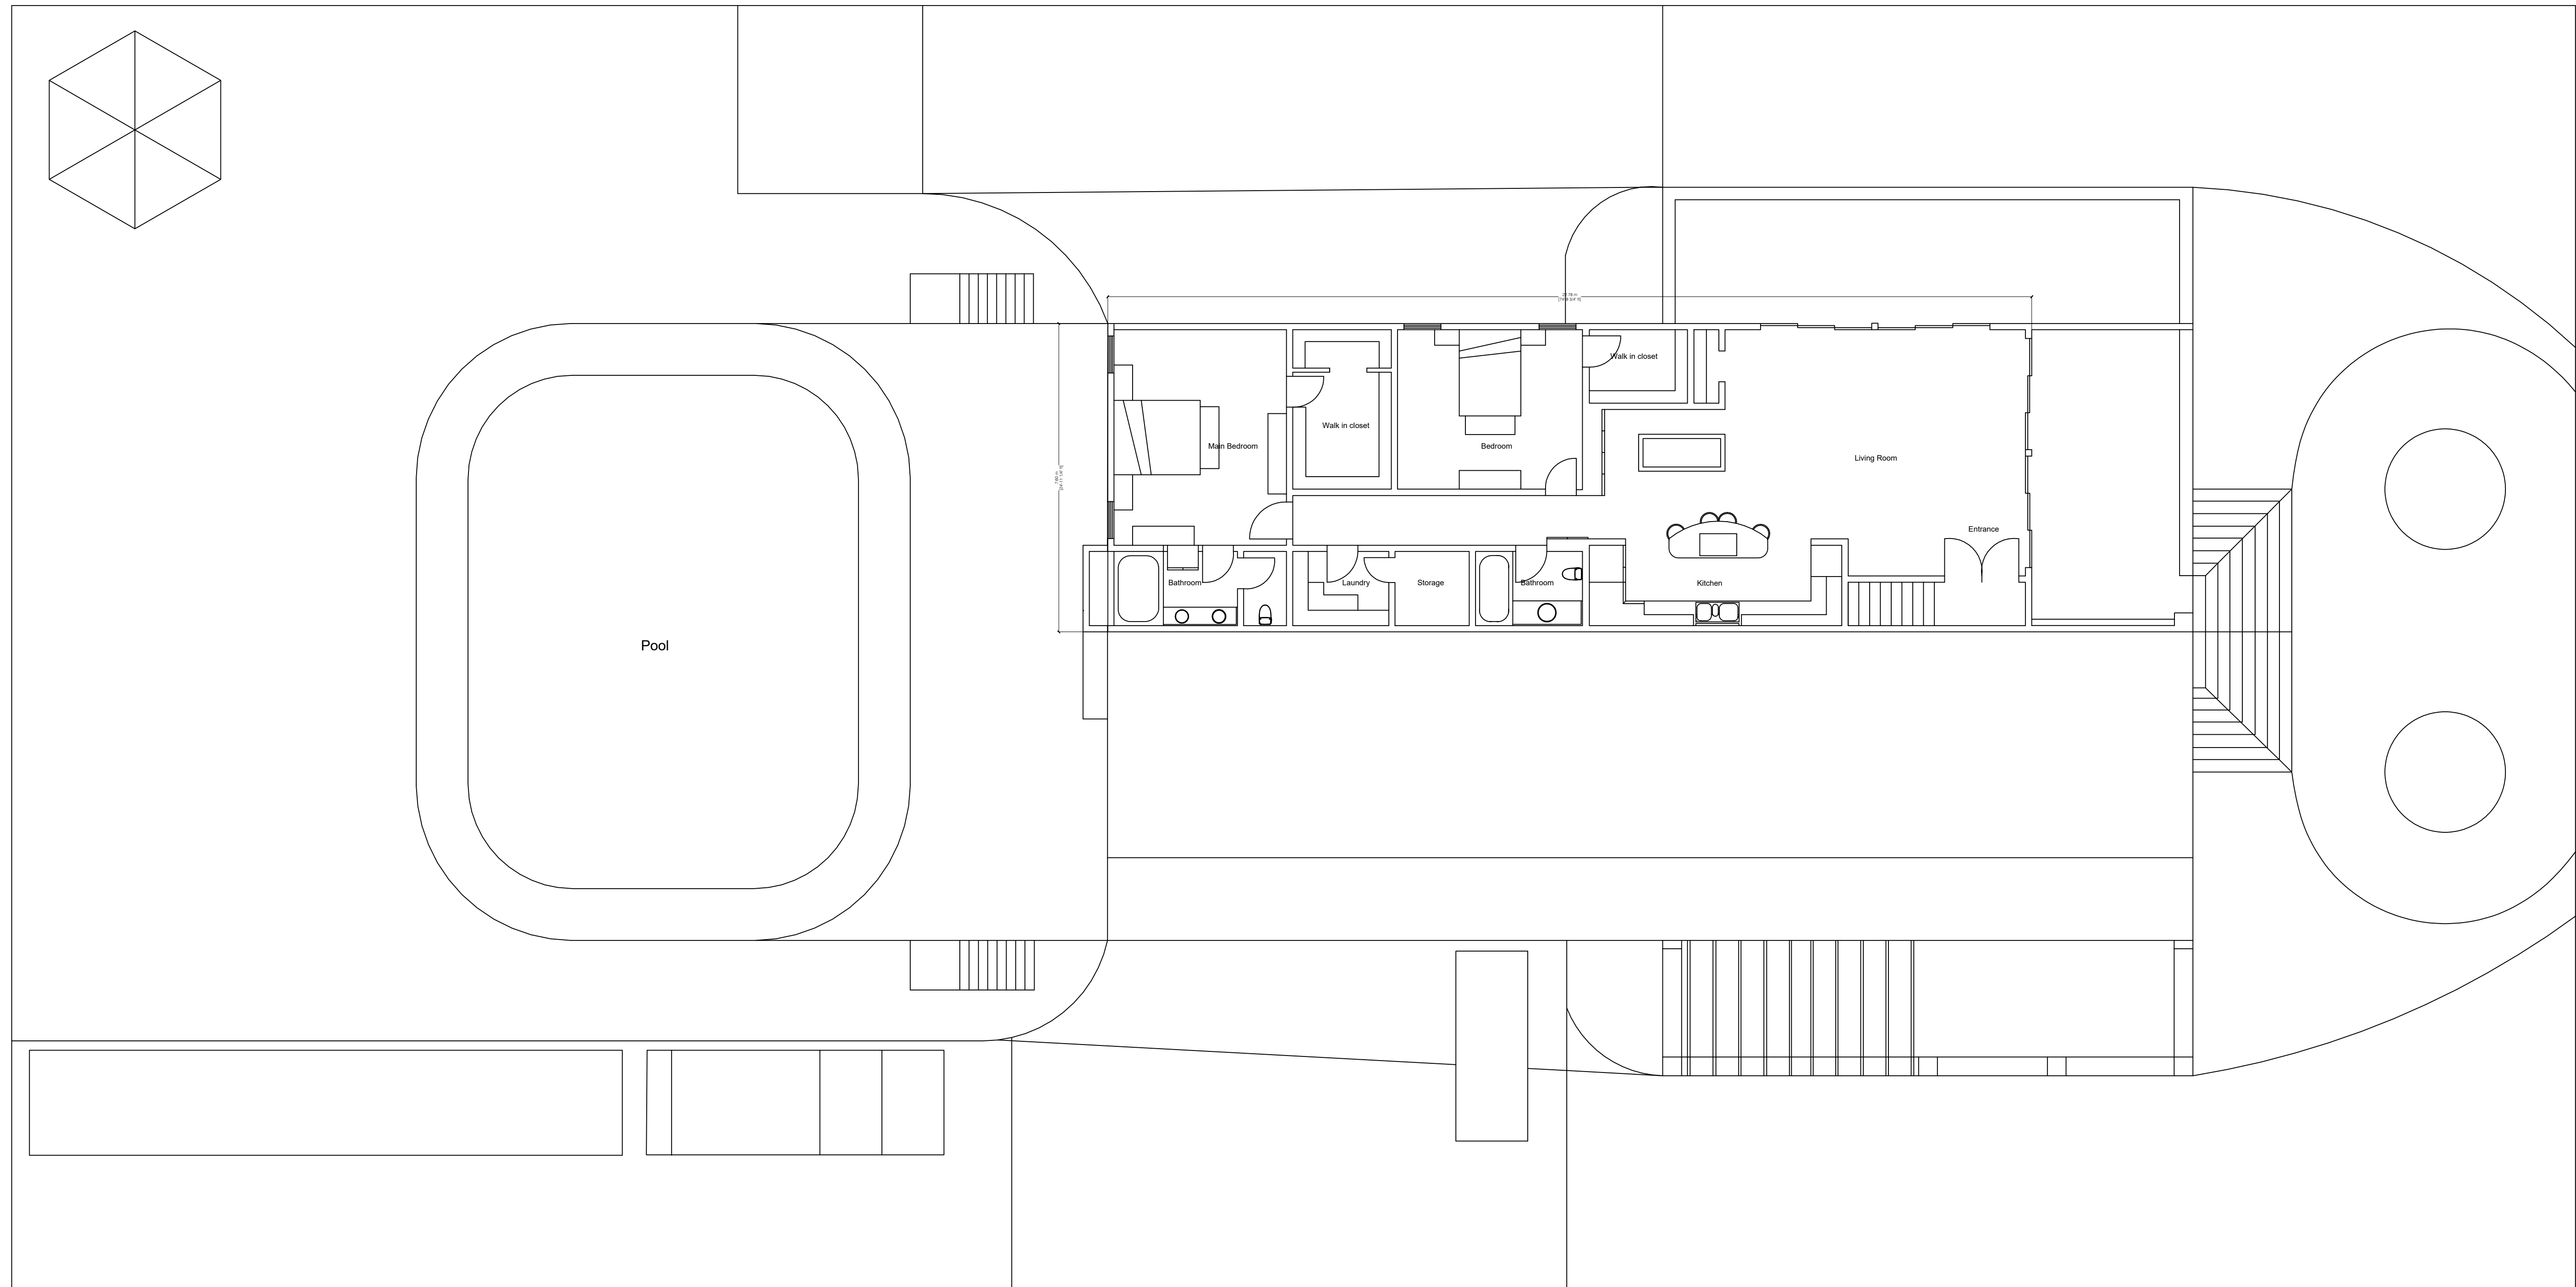 Walk in closet
Walk in closet
Main Bedroom
Bedroom
Living Room
Entrance
Bathroom
Laundry
Storage
Bathroom
Kitchen
Pool